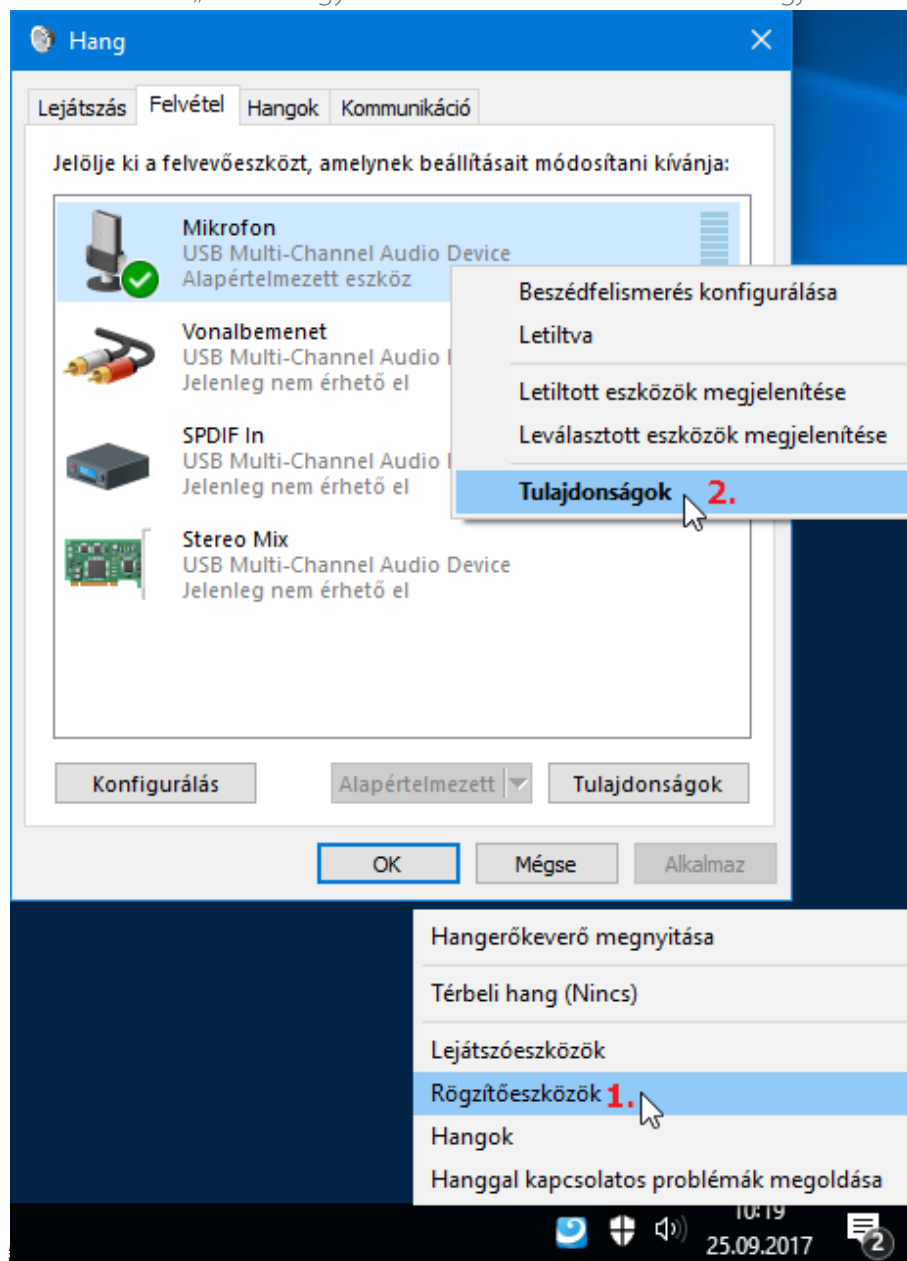 Hang
Lejátszás Felvétel Hangok Kommunikáció
Jelölje ki a felvevőeszközt, amelynek beállításait módosítani kívánja:
Mikrofon
USB Multi-Channel Audio Device
Alapértelmezett eszköz
Beszédfelismerés konfigurálása
Letiltva
Letiltott eszközök megjelenítése
Leválasztott eszközök megjelenítése
Tulajdonságok 2.
Vonalbemenet
USB Multi-Channel Audio
Jelenleg nem érhető el
SPDIF In
USB Multi-Channel Audio
Jelenleg nem érhető el
Stereo Mix
USB Multi-Channel Audio Device
Jelenleg nem érhető el
Konfigurálás Alapértelmezett Tulajdonságok
OK Mégse Alkalmaz
Hangerőkeverő megnyitása
Térbeli hang (Nincs)
Lejátszóeszközök
Rögzítőeszközök 1.
Hangok
Hanggal kapcsolatos problémák megoldása
10:19
25.09.2017 2